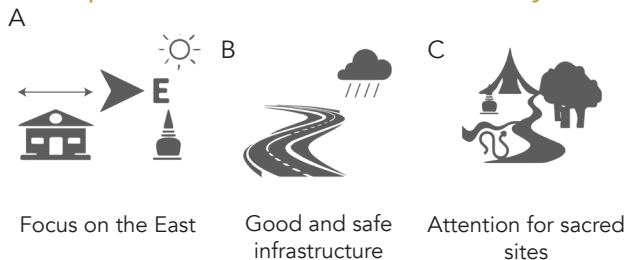 A
B
C
E
Focus on the East
Good and safe
infrastructure
Attention for sacred
sites